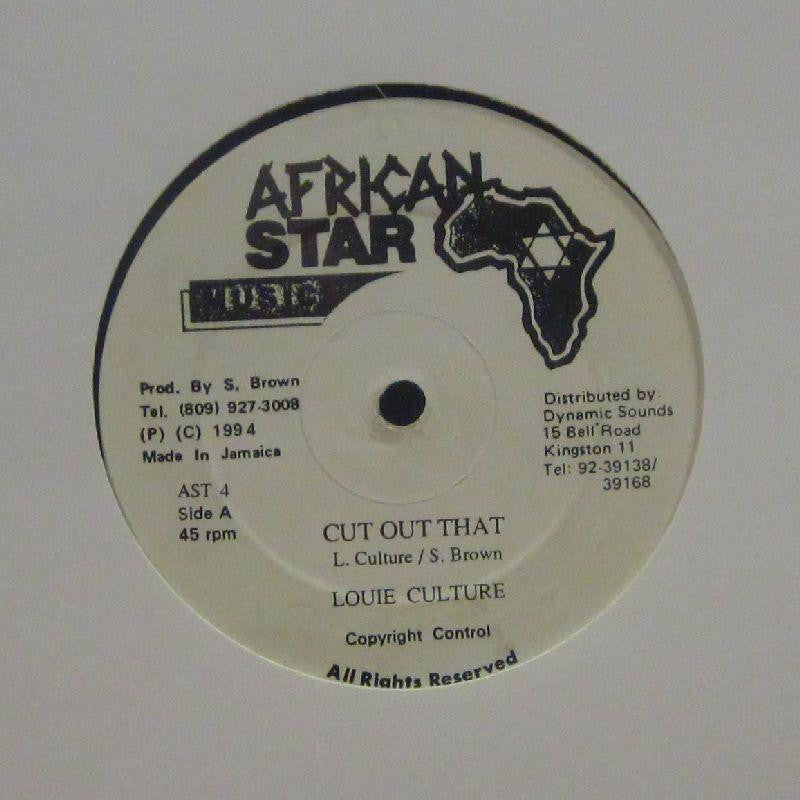 AFRICAN
STAR
MUSIC
Prod. By S. Brown
Tel. (809) 927-3008
(P) (C) 1994
Made In Jamaica
AST 4
Side A
45 rpm
Distributed by:
Dynamic Sounds
15 Bell Road
Kingston 11
Tel: 92-39138/
39168
CUT OUT THAT
L. Culture / S. Brown
LOUIE CULTURE
Copyright Control
All Rights Reserved